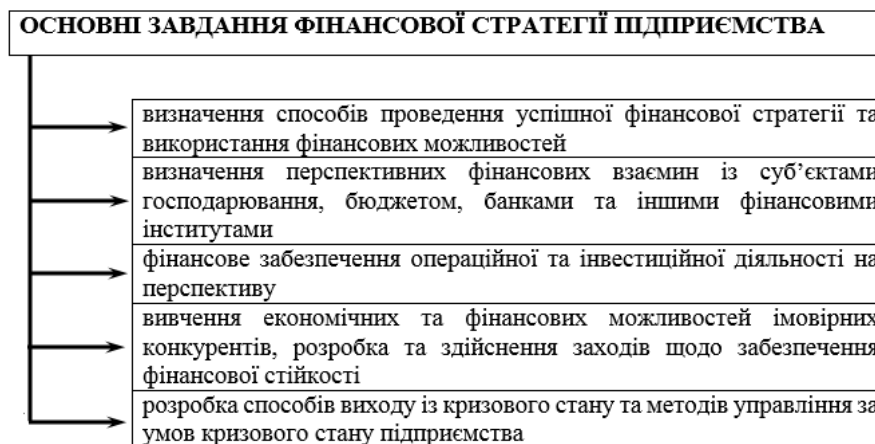 ОСНОВНІ ЗАВДАННЯ ФІНАНСОВОЇ СТРАТЕГІЇ ПІДПРИЄМСТВА
визначення способів проведення успішної фінансової стратегії та
використання фінансових можливостей
визначення перспективних фінансових взаємин із суб’єктами
господарювання, бюджетом, банками та іншими фінансовими
інститутами
фінансове забезпечення операційної та інвестиційної діяльності на
перспективу
вивчення економічних та фінансових можливостей імовірних
конкурентів, розробка та здійснення заходів щодо забезпечення
фінансової стійкості
розробка способів виходу із кризового стану та методів управління за
умов кризового стану підприємства